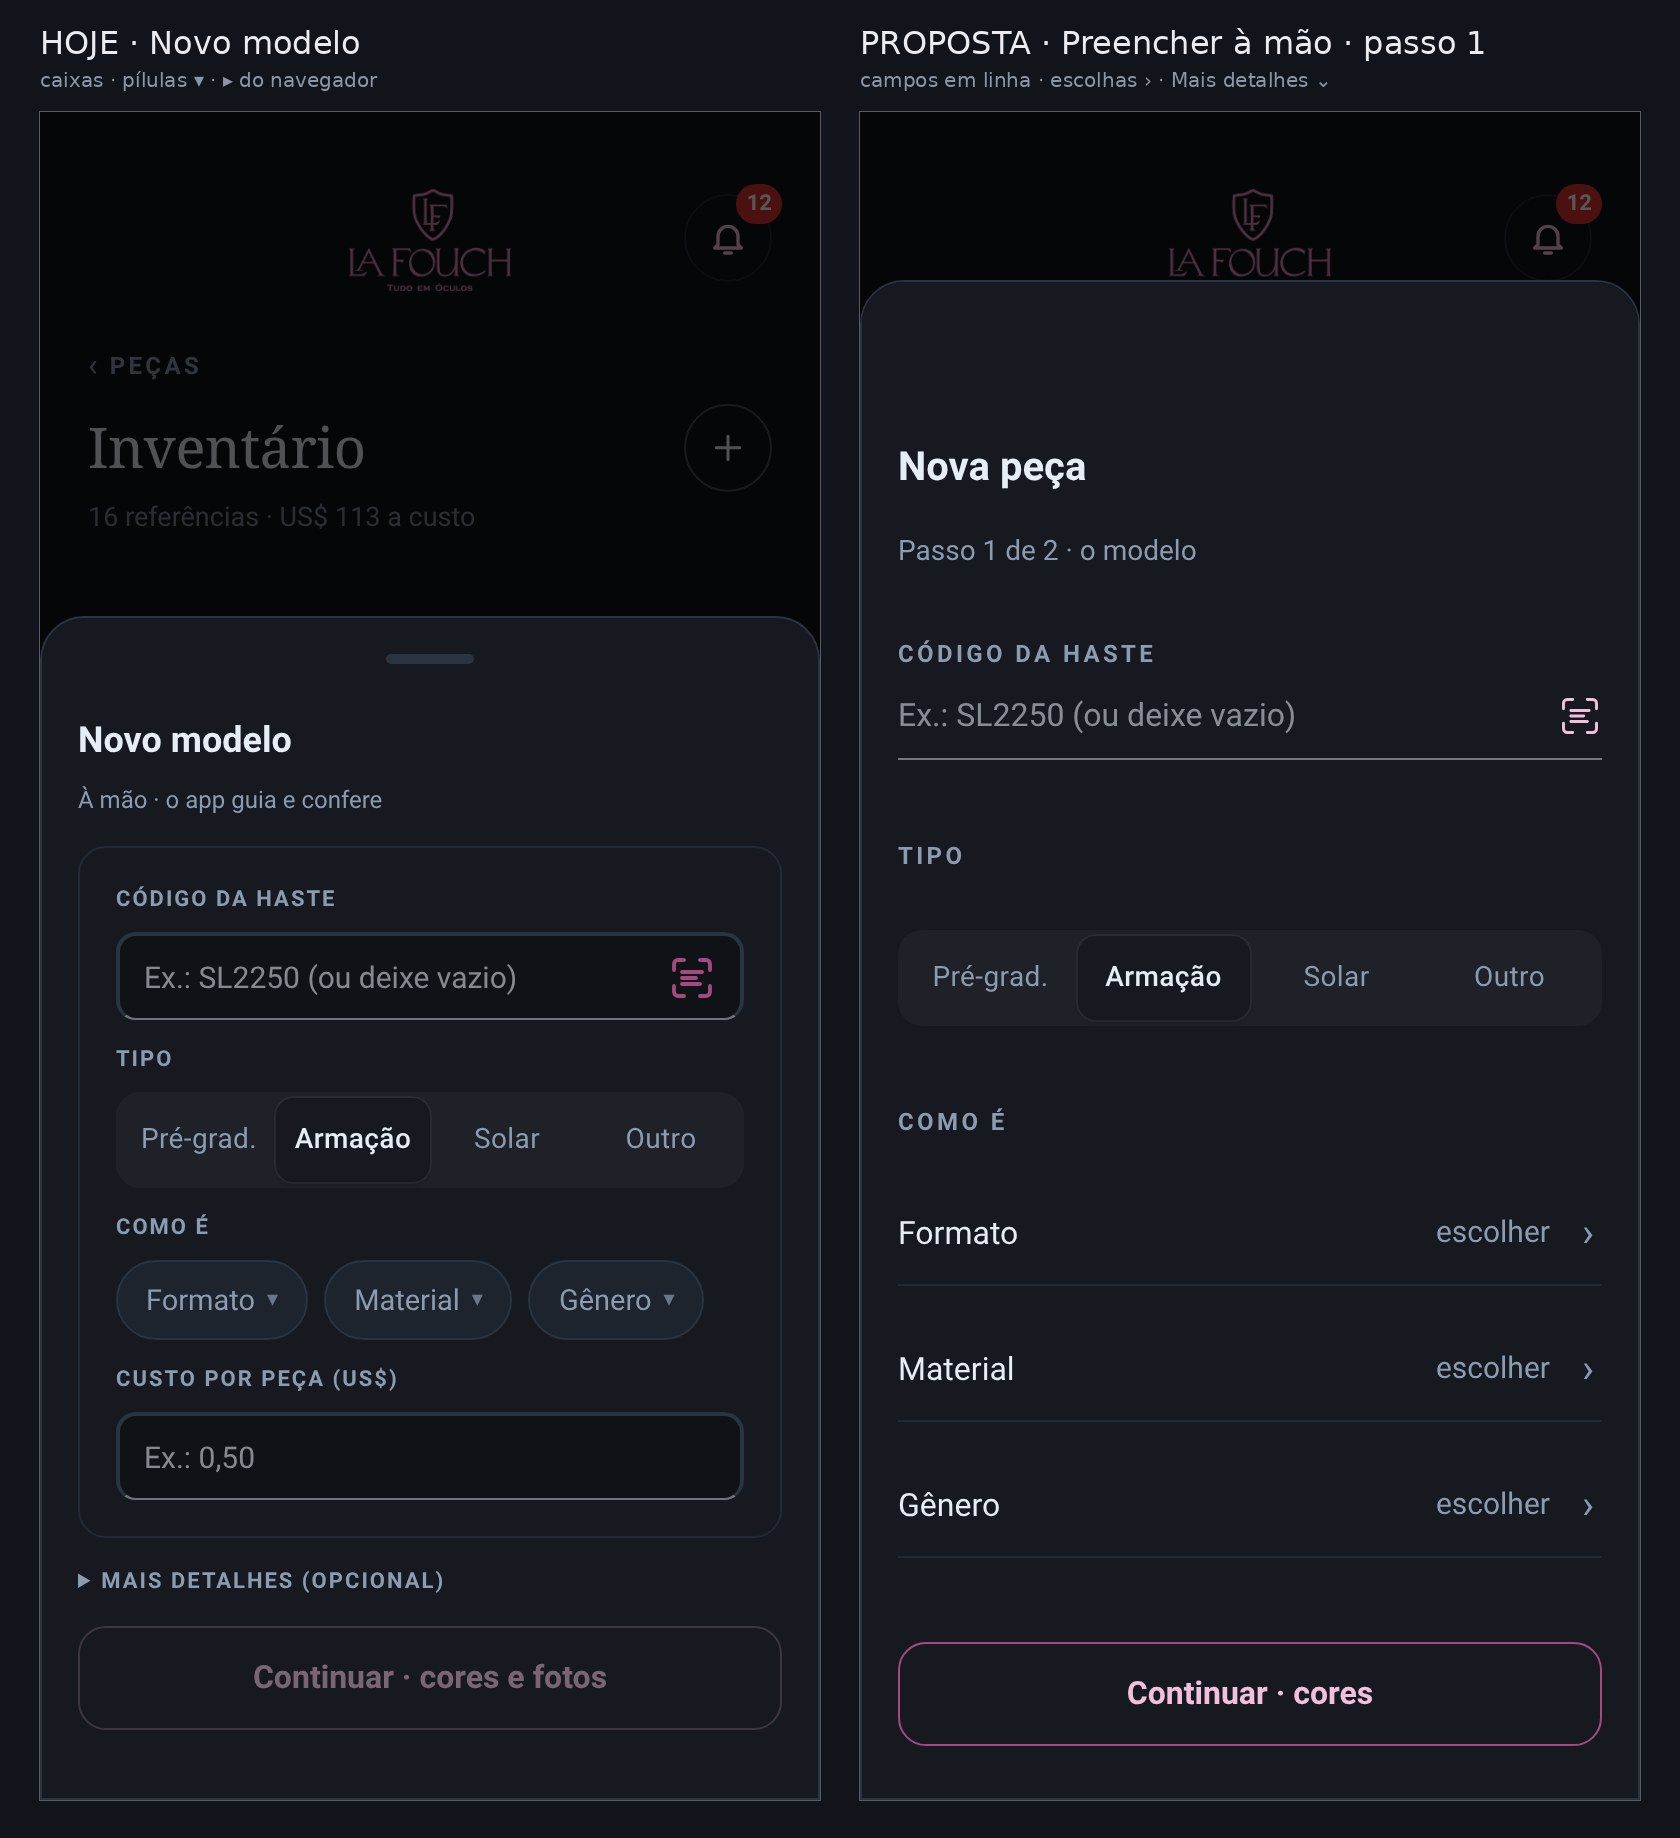 HOJE · Novo modelo
caixas · pílulas ▾ · ▸ do navegador
LF
LA FOUCH
TUDO EM ÓCULOS
12
‹ PEÇAS
Inventário
+
16 referências · US$ 113 a custo
Novo modelo
À mão · o app guia e confere
CÓDIGO DA HASTE
Ex.: SL2250 (ou deixe vazio)
TIPO
Pré-grad. Armação Solar Outro
COMO É
Formato ▾ Material ▾ Gênero ▾
CUSTO POR PEÇA (US$)
Ex.: 0,50
▶ MAIS DETALHES (OPCIONAL)
Continuar · cores e fotos
PROPOSTA · Preencher à mão · passo 1
campos em linha · escolhas › · Mais detalhes ⌄
LF
LA FOUCH
12
Nova peça
Passo 1 de 2 · o modelo
CÓDIGO DA HASTE
Ex.: SL2250 (ou deixe vazio)
TIPO
Pré-grad. Armação Solar Outro
COMO É
Formato escolher ›
Material escolher ›
Gênero escolher ›
Continuar · cores